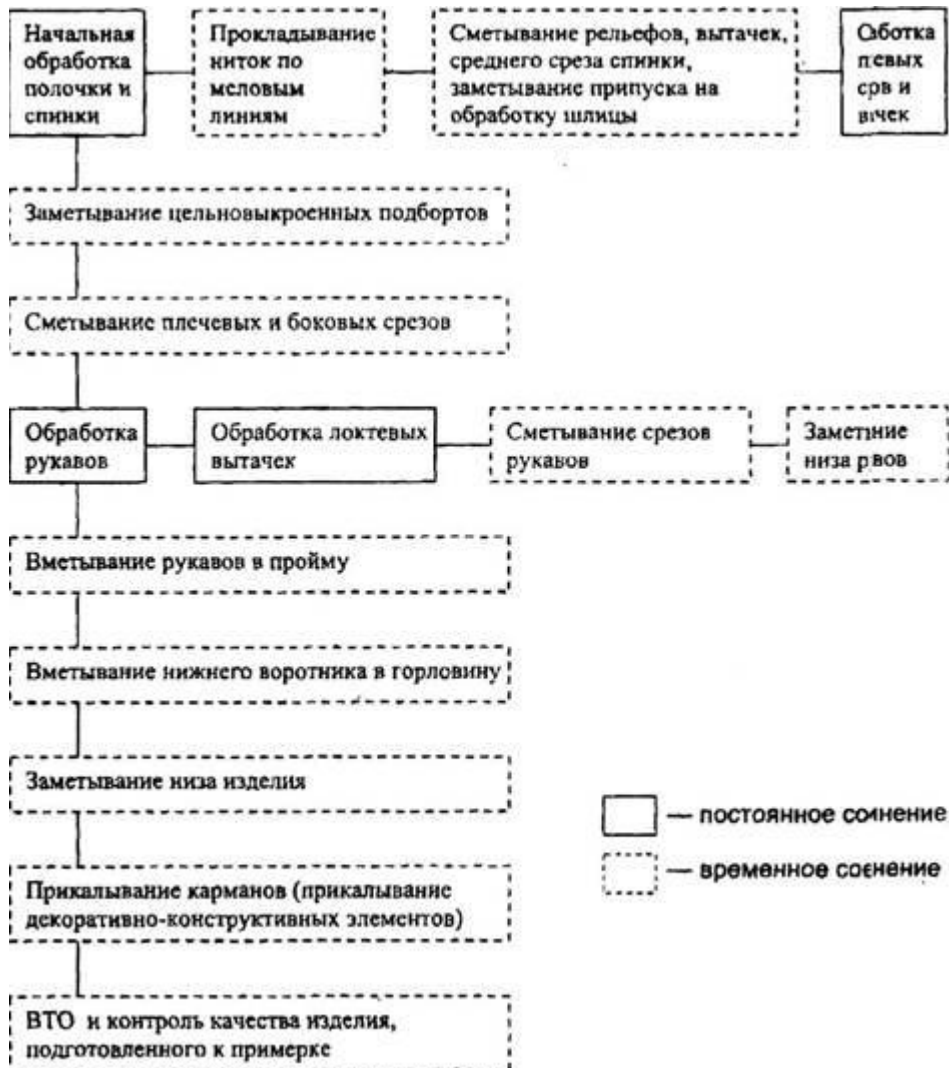 Начальная
обработка
полочки и
спинки
Прокладывание
ниток по
меловым
линиям
Сметывание рельефов, вытачек,
среднего среза спинки,
заметывание припуска на
обработку шлицы
срв и
Заметывание цельновыкроенных подбортов
Сметывание плечевых и боковых срезов
Обработка
рукавов
Обработка локтевых
вытачек
Сметывание срезов
рукавов
низа рвов
Вметывание рукавов в пройму
Вметывание нижнего воротника в горловину
Заметывание низа изделия
— постоянное
— временное
Прикалывание карманов (прикалывание
декоративно-конструктивных элементов)
ВТО и контроль качества изделия,
подготовленного к примерке